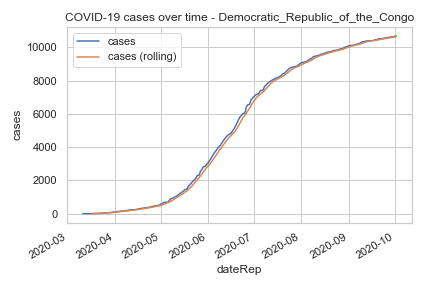 COVID-19 cases over time - Democratic_Republic_of_the_Congo
cases
cases (rolling)
10000
8000
6000
4000
2000
0
cases
2020-03
2020-04
2020-05
2020-06
2020-07
2020-08
2020-09
2020-10
dateRep